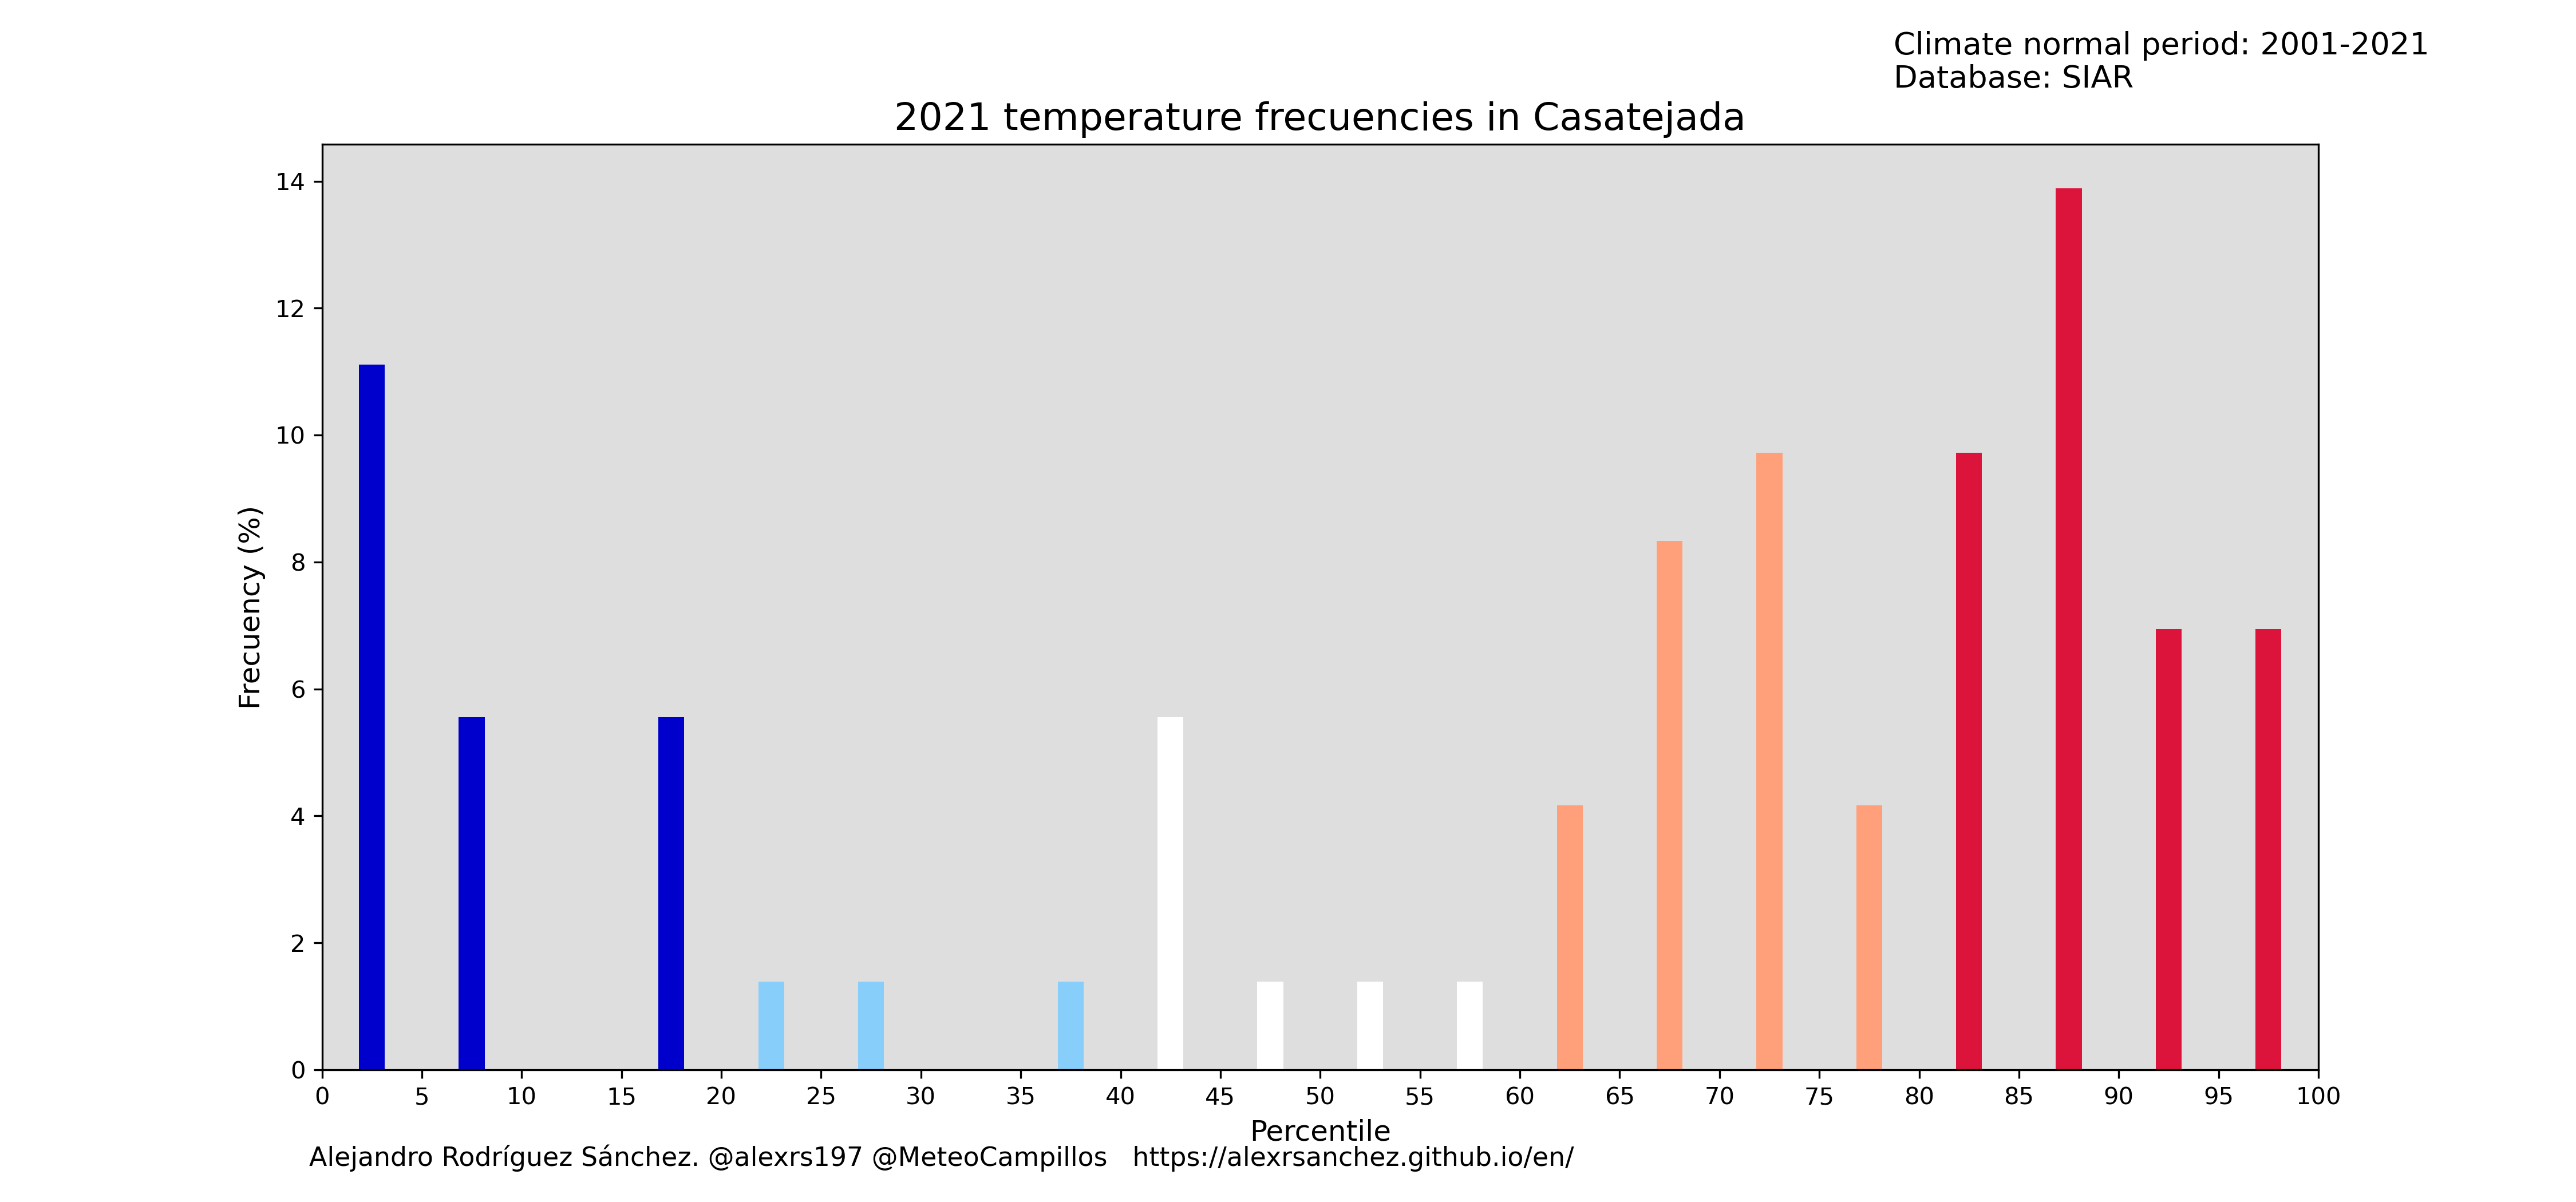 Climate normal period: 2001-2021
Database: SIAR
2021 temperature frecuencies in Casatejada
14
12
10
8
6
4
2
0
Frecuency (%)
0 5 10 15 20 25 30 35 40 45 50 55 60 65 70 75 80 85 90 95 100
Percentile
Alejandro Rodríguez Sánchez. @alexrs197 @MeteoCampillos https://alexrsanchez.github.io/en/